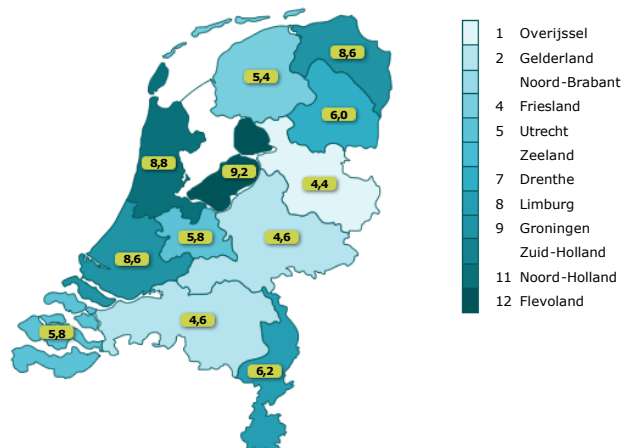 8,6
5,4
6,0
8,8
9,2
4,4
5,8
4,6
8,6
4,6
5,8
6,2
1 Overijssel
2 Gelderland
Noord-Brabant
4 Friesland
5 Utrecht
Zeeland
7 Drenthe
8 Limburg
9 Groningen
Zuid-Holland
11 Noord-Holland
12 Flevoland